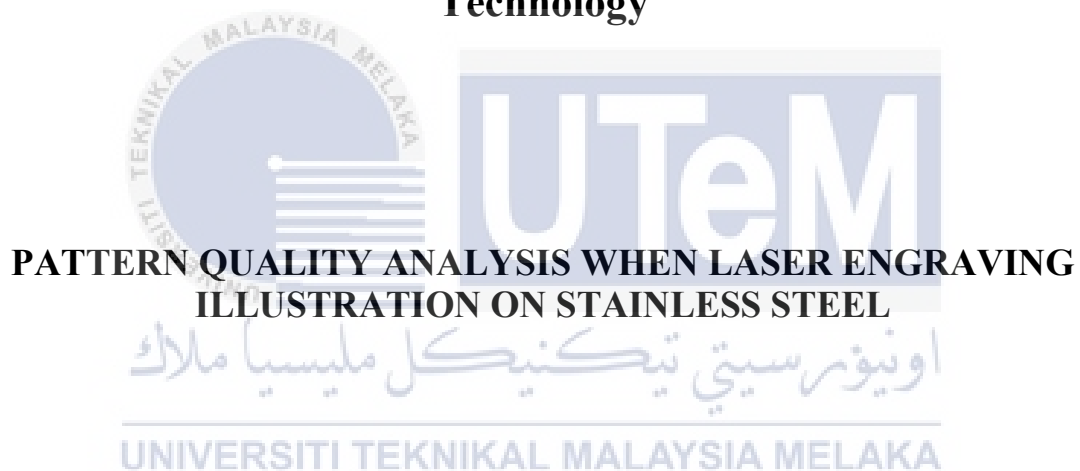 Technology
UNIVERSITI TEKNIKAL MALAYSIA MELAKA
UTeM
PATTERN QUALITY ANALYSIS WHEN LASER ENGRAVING
ILLUSTRATION ON STAINLESS STEEL
اونيۏرسيتي تيكنيكل مليسيا ملاك
UNIVERSITI TEKNIKAL MALAYSIA MELAKA